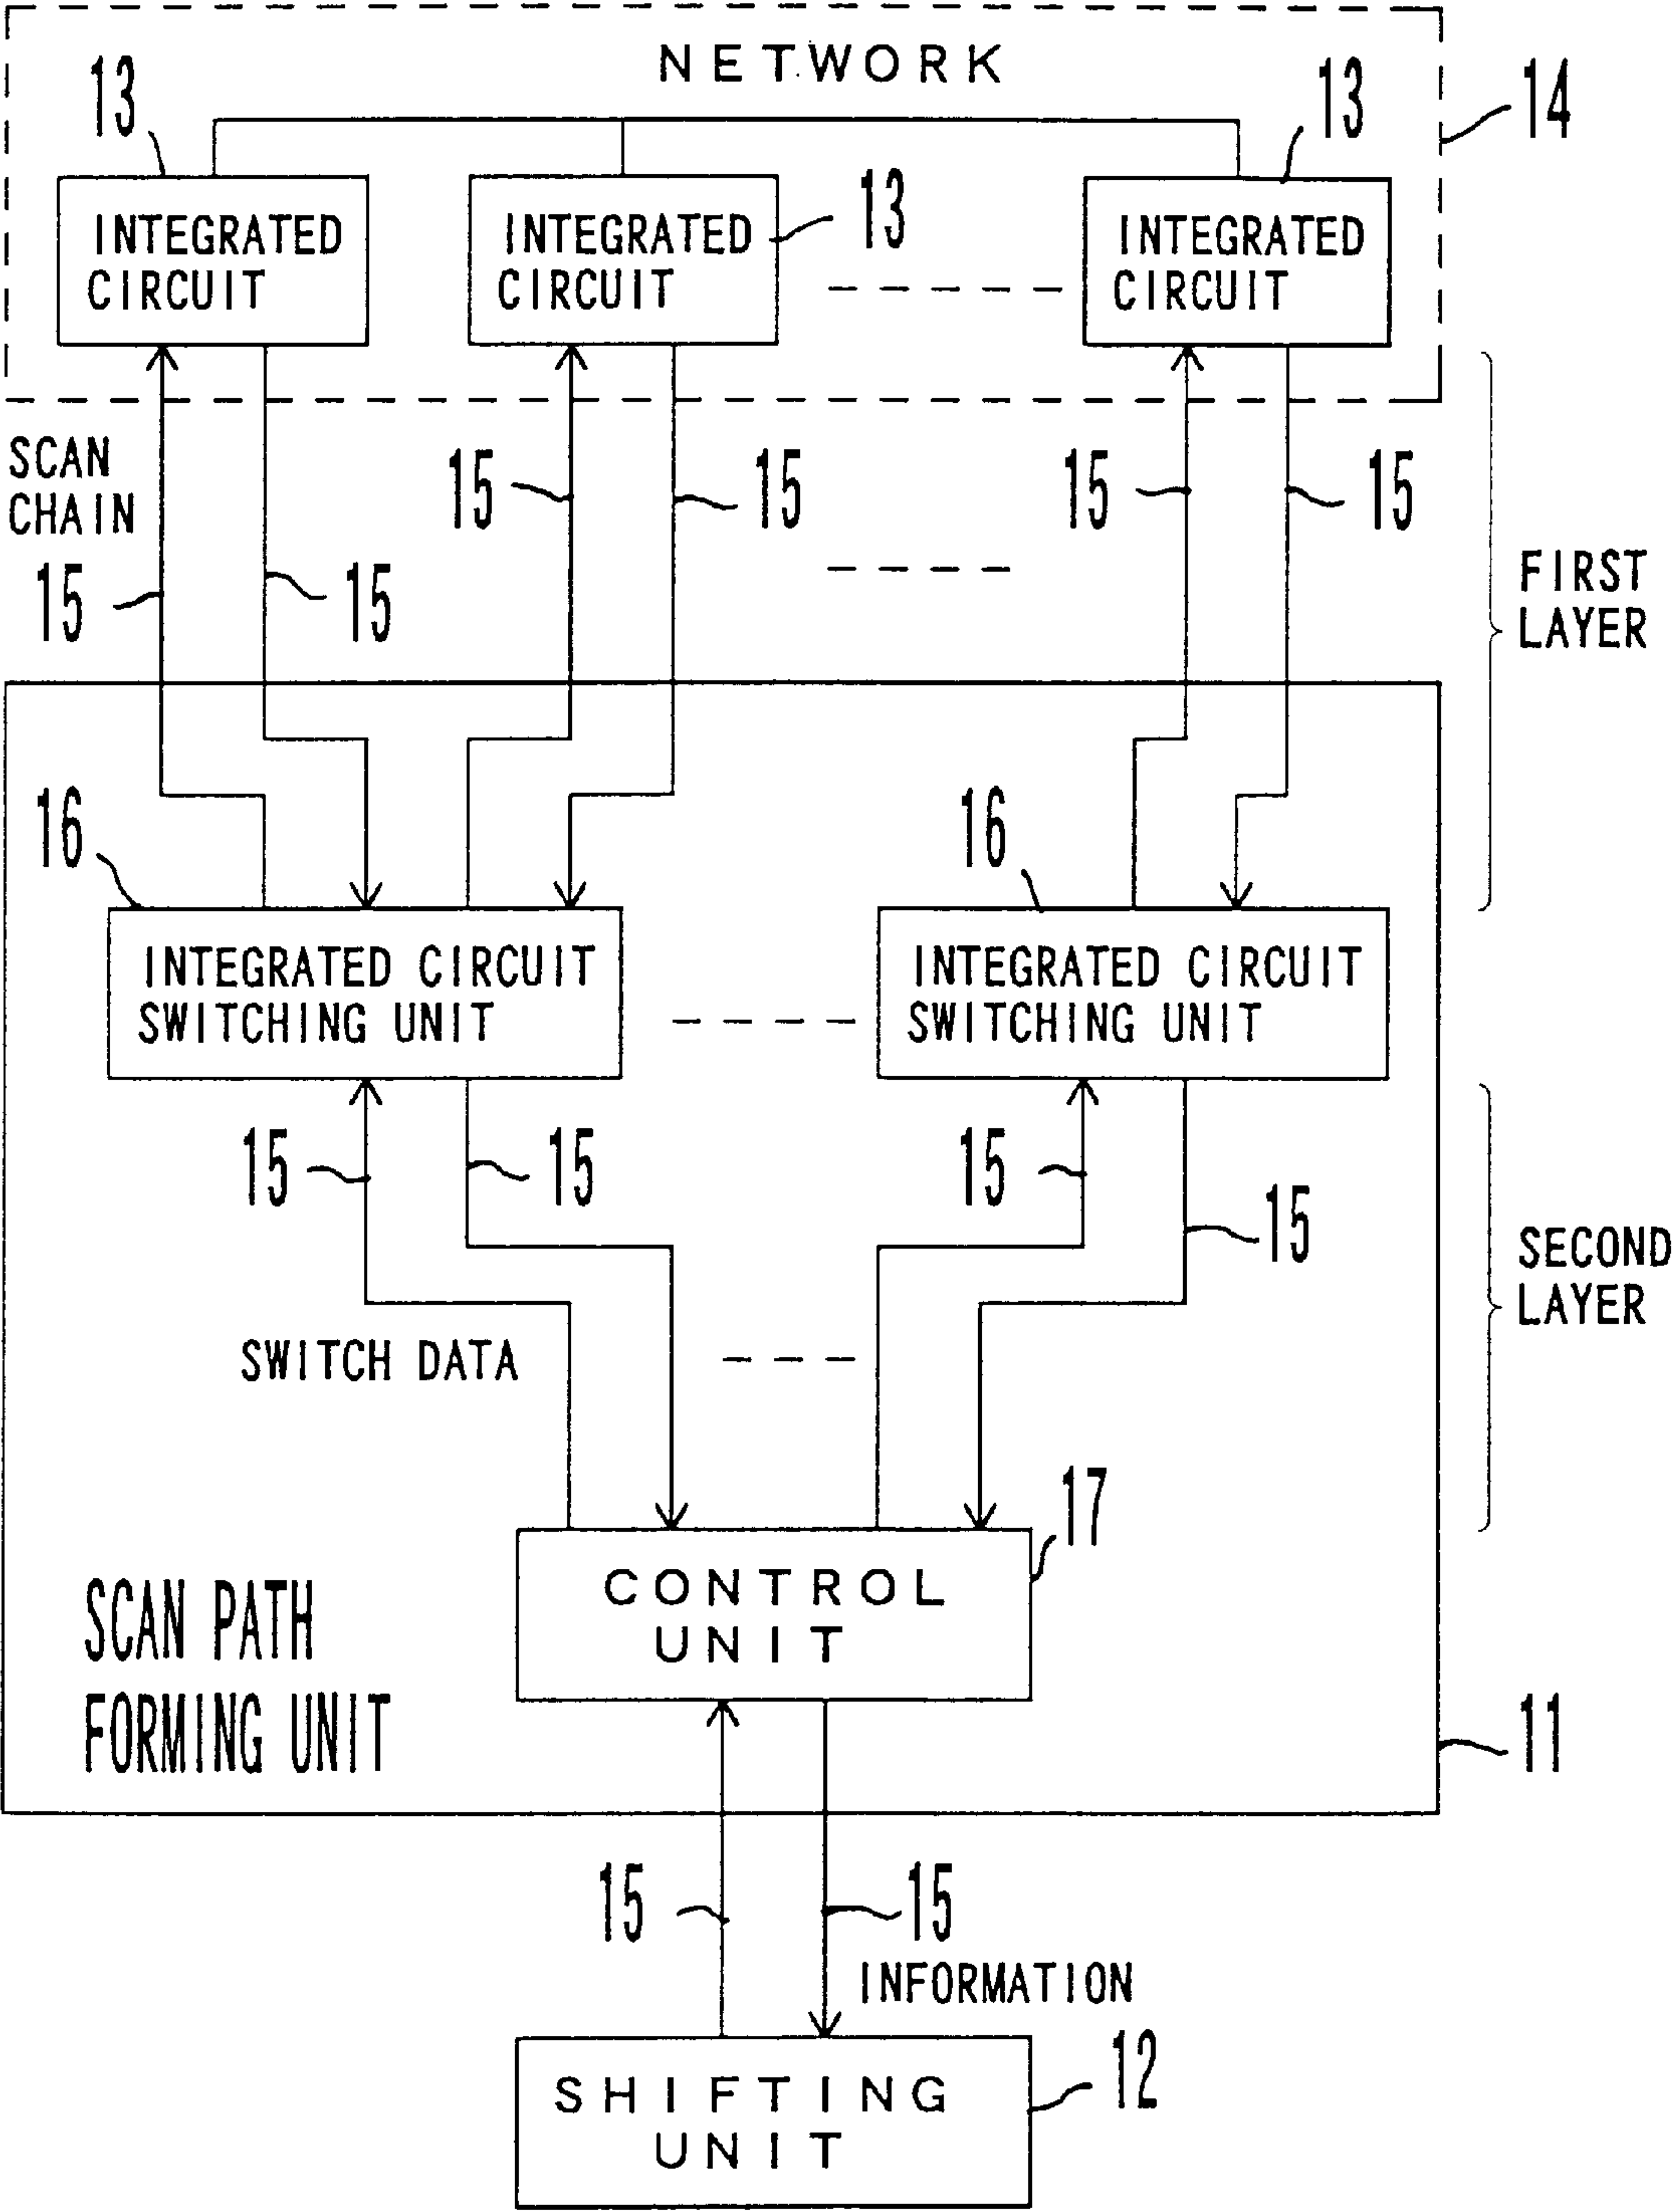 NETWORK
13
13
14
INTEGRATED
CIRCUIT
INTEGRATED
CIRCUIT
13
INTEGRATED
CIRCUIT
SCAN
CHAIN
15
15
15
15
15
15
FIRST
LAYER
16
16
INTEGRATED CIRCUIT
SWITCHING UNIT
INTEGRATED CIRCUIT
SWITCHING UNIT
15
15
15
15
SECOND
LAYER
SWITCH DATA
17
CONTROL
UNIT
SCAN PATH
FORMING UNIT
11
15
15
INFORMATION
12
SHIFTING
UNIT